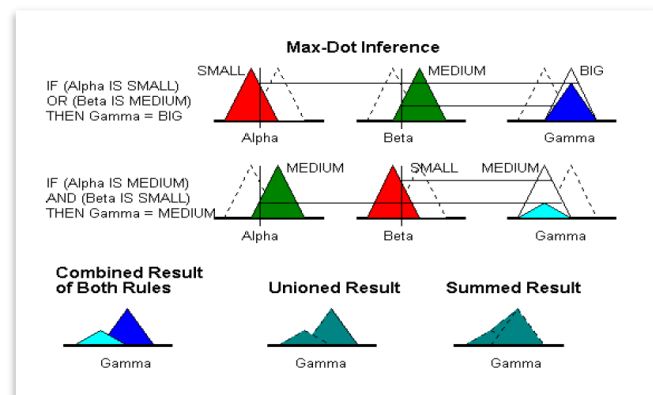 Max-Dot Inference
SMALL MEDIUM BIG
IF (Alpha IS SMALL)
OR (Beta IS MEDIUM)
THEN Gamma = BIG
Alpha Beta Gamma
MEDIUM SMALL MEDIUM
IF (Alpha IS MEDIUM)
AND (Beta IS SMALL)
THEN Gamma = MEDIUM
Alpha Beta Gamma
Combined Result
of Both Rules
Unioned Result
Summed Result
Gamma Gamma Gamma